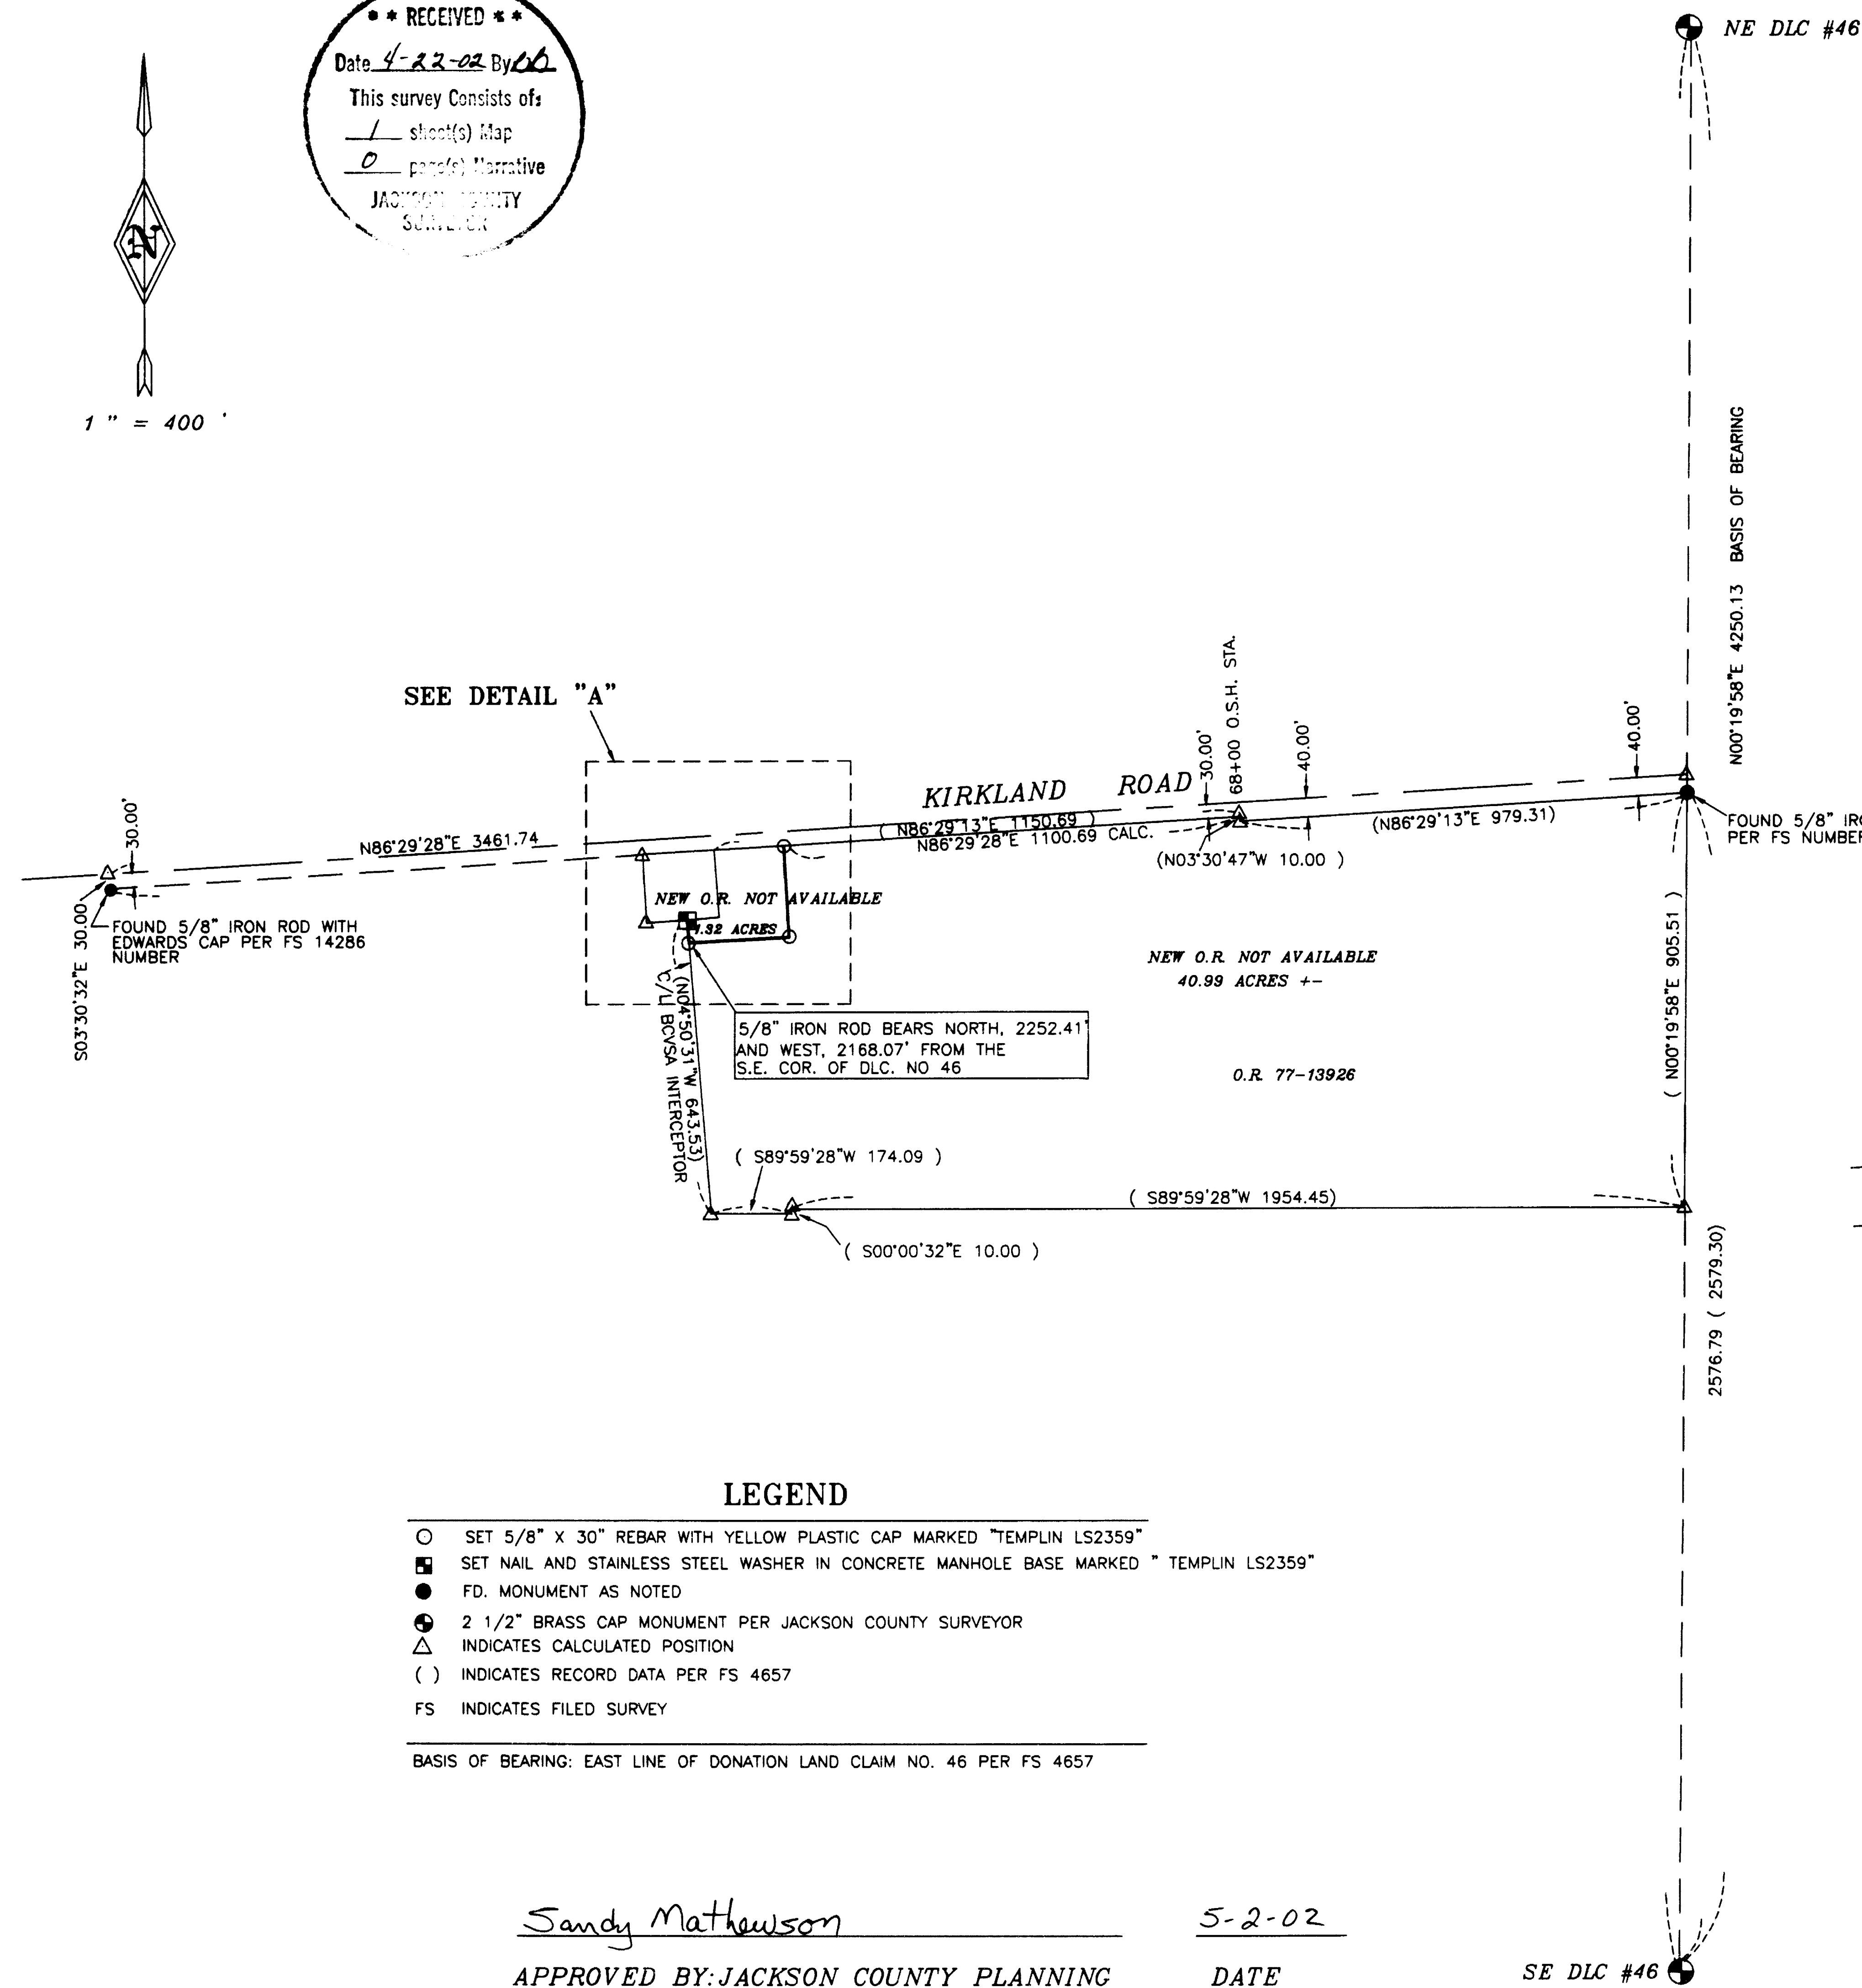 * * RECEIVED * *
Date 4-22-02 By
This survey Consists of:
1 sheet(s) Map
0 page(s) Narrative
JACKSON COUNTY
SURVEYOR
N
1 " = 400 '
NE DLC #46
N00°19'58"E 4250.13 BASIS OF BEARING
SEE DETAIL "A"
KIRKLAND ROAD
30.00'
68+00 O.S.H. STA.
40.00'
40.00'
30.00'
N86°29'28"E 3461.74
( N86°29'13"E 1150.69 )
N86°29'28"E 1100.69 CALC.
(N86°29'13"E 979.31)
(N03°30'47"W 10.00 )
FOUND 5/8" IR
PER FS NUMBER
S03°30'32"E 30.00
FOUND 5/8" IRON ROD WITH
EDWARDS CAP PER FS 14286
NUMBER
NEW O.R. NOT AVAILABLE
1.32 ACRES
NEW O.R. NOT AVAILABLE
40.99 ACRES +-
(N04°50'31"W 643.53)
C/L BCVSA INTERCEPTOR
5/8" IRON ROD BEARS NORTH, 2252.41'
AND WEST, 2168.07' FROM THE
S.E. COR. OF DLC. NO 46
O.R. 77-13926
( N00°19'58"E 905.51 )
( S89°59'28"W 174.09 )
( S89°59'28"W 1954.45)
( S00°00'32"E 10.00 )
2576.79 ( 2579.30)
LEGEND
SET 5/8" X 30" REBAR WITH YELLOW PLASTIC CAP MARKED "TEMPLIN LS2359"
SET NAIL AND STAINLESS STEEL WASHER IN CONCRETE MANHOLE BASE MARKED " TEMPLIN LS2359"
FD. MONUMENT AS NOTED
2 1/2" BRASS CAP MONUMENT PER JACKSON COUNTY SURVEYOR
INDICATES CALCULATED POSITION
( ) INDICATES RECORD DATA PER FS 4657
FS INDICATES FILED SURVEY
BASIS OF BEARING: EAST LINE OF DONATION LAND CLAIM NO. 46 PER FS 4657
Sandy Mathewson 5-2-02
APPROVED BY: JACKSON COUNTY PLANNING DATE
SE DLC #46